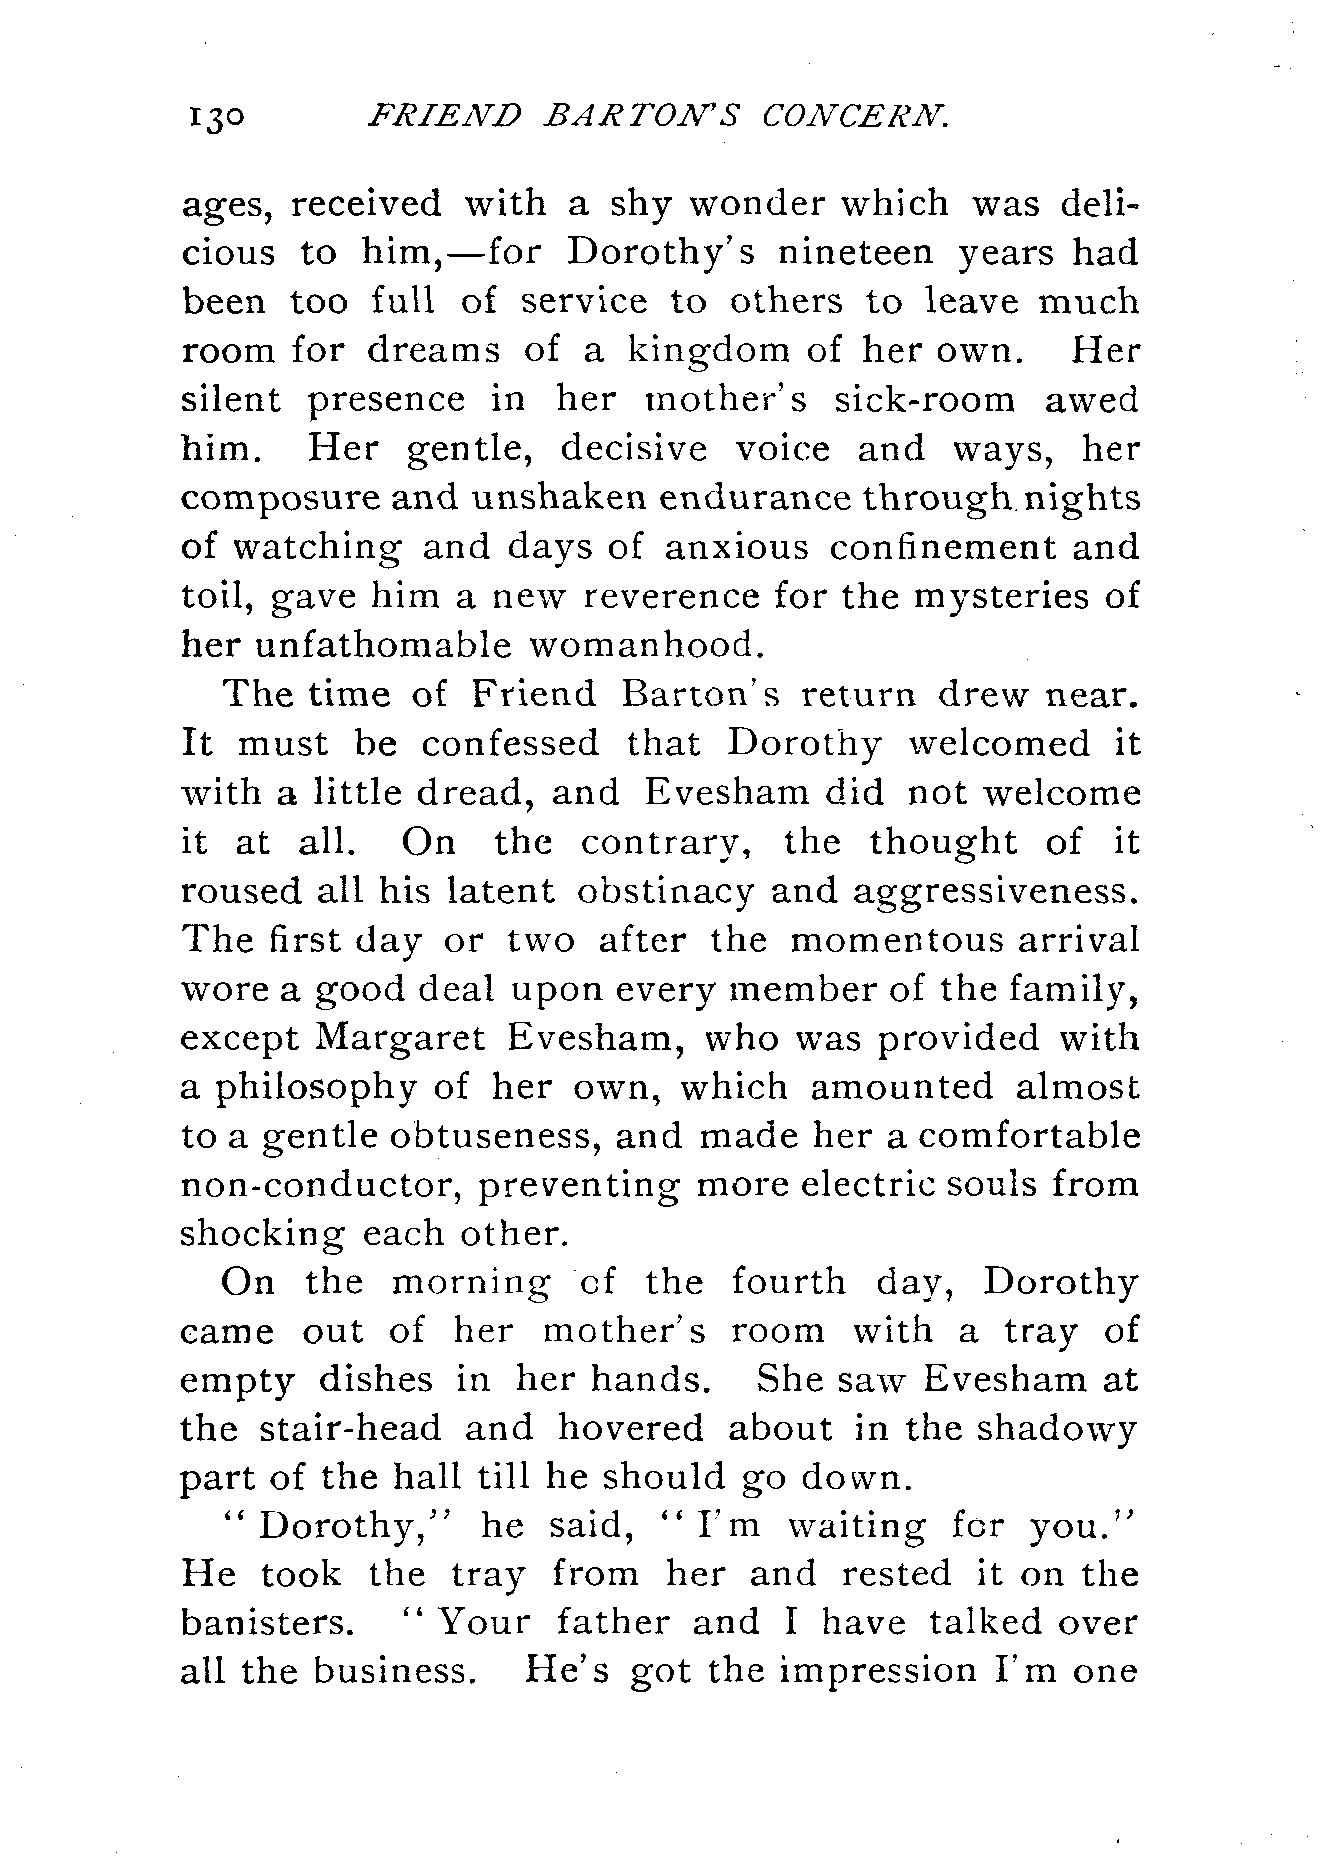 130 FRIEND BARTON'S CONCERN.
ages, received with a shy wonder which was deli-
cious to him,—for Dorothy's nineteen years had
been too full of service to others to leave much
room for dreams of a kingdom of her own. Her
silent presence in her mother's sick-room awed
him. Her gentle, decisive voice and ways, her
composure and unshaken endurance through nights
of watching and days of anxious confinement and
toil, gave him a new reverence for the mysteries of
her unfathomable womanhood.
The time of Friend Barton's return drew near.
It must be confessed that Dorothy welcomed it
with a little dread, and Evesham did not welcome
it at all. On the contrary, the thought of it
roused all his latent obstinacy and aggressiveness.
The first day or two after the momentous arrival
wore a good deal upon every member of the family,
except Margaret Evesham, who was provided with
a philosophy of her own, which amounted almost
to a gentle obtuseness, and made her a comfortable
non-conductor, preventing more electric souls from
shocking each other.
On the morning of the fourth day, Dorothy
came out of her mother's room with a tray of
empty dishes in her hands. She saw Evesham at
the stair-head and hovered about in the shadowy
part of the hall till he should go down.
"Dorothy," he said, "I'm waiting for you."
He took the tray from her and rested it on the
banisters. "Your father and I have talked over
all the business. He's got the impression I'm one